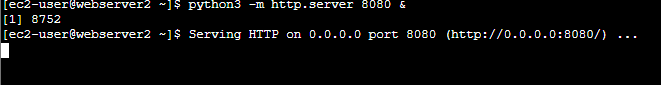 [ec2-user@webserver2 ~]$ python3 -m http.server 8080 &
[1] 8752
[ec2-user@webserver2 ~]$ Serving HTTP on 0.0.0.0 port 8080 (http://0.0.0.0:8080/) ...